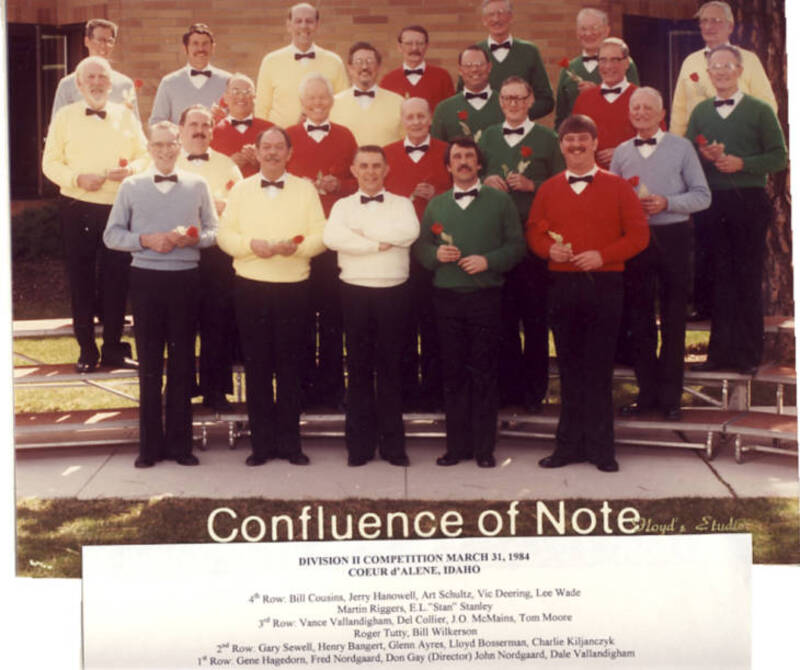 Confluence of Note
Floyd's Studio
DIVISION II COMPETITION MARCH 31, 1984
COEUR d'ALENE, IDAHO
4th Row: Bill Cousins, Jerry Hanowell, Art Schultz, Vic Deering, Lee Wade
Martin Riggers, E.L."Stan" Stanley
3rd Row: Vance Vallandigham, Del Collier, J.O. McMains, Tom Moore
Roger Tutty, Bill Wilkerson
2nd Row: Gary Sewell, Henry Bangert, Glenn Ayres, Lloyd Bosserman, Charlie Kiljanczyk
1st Row: Gene Hagedorn, Fred Nordgaard, Don Gay (Director) John Nordgaard, Dale Vallandigham